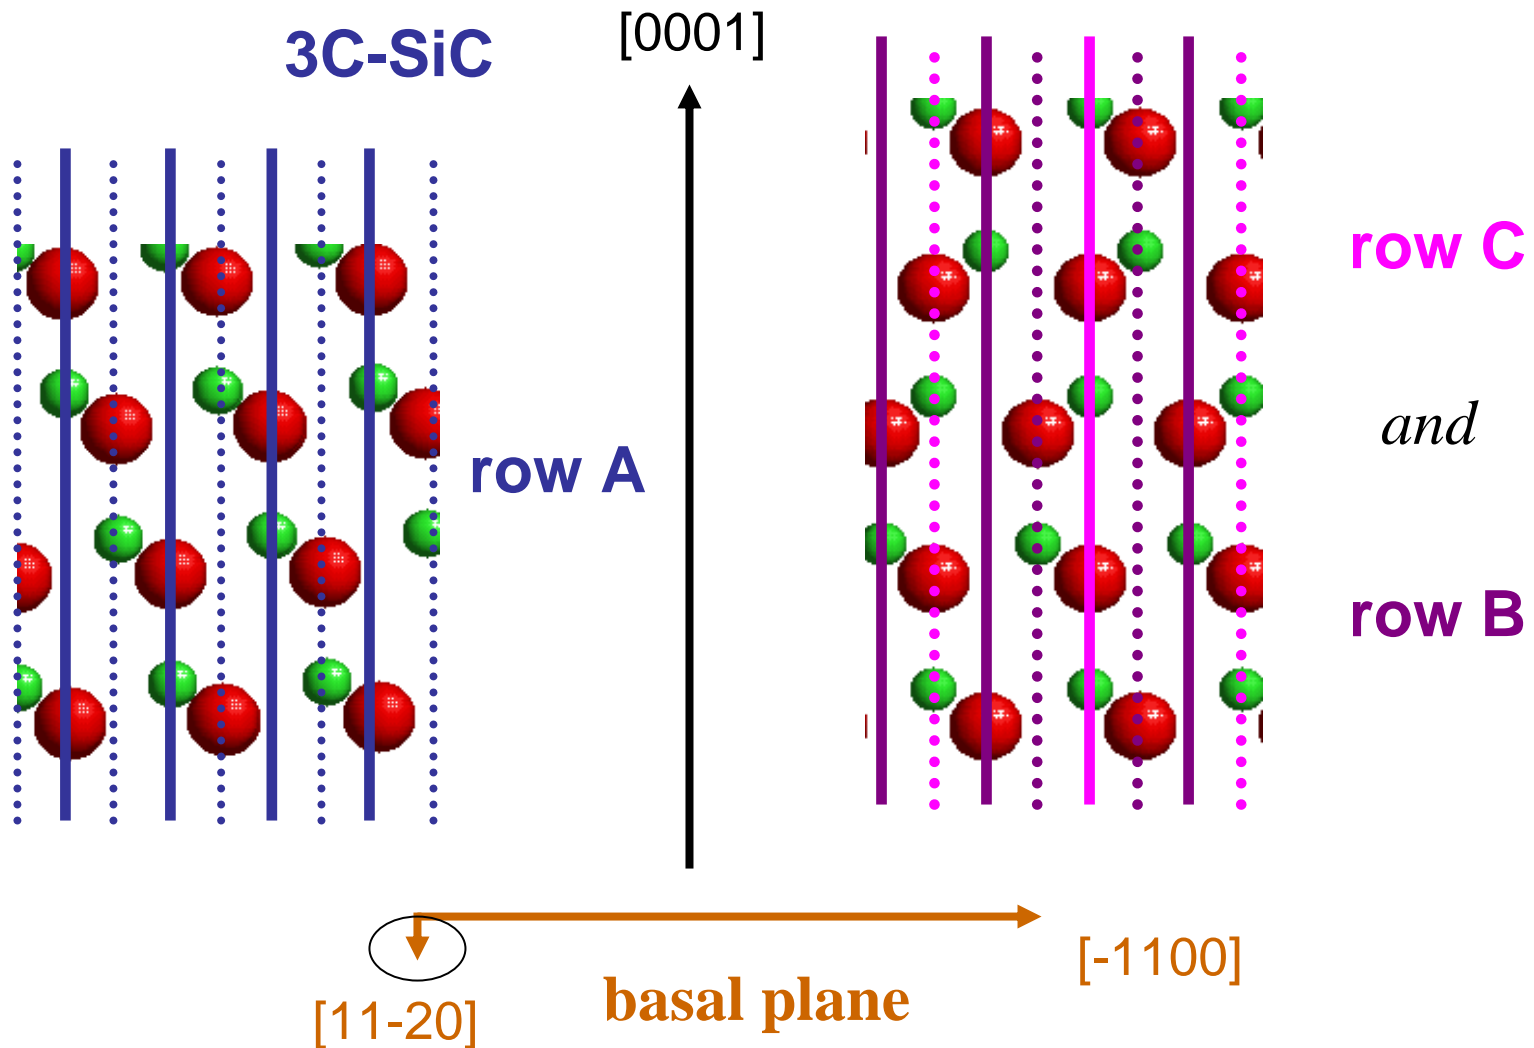 3C-SiC
[0001]
row A
row C
and
row B
[11-20]
basal plane
[-1100]